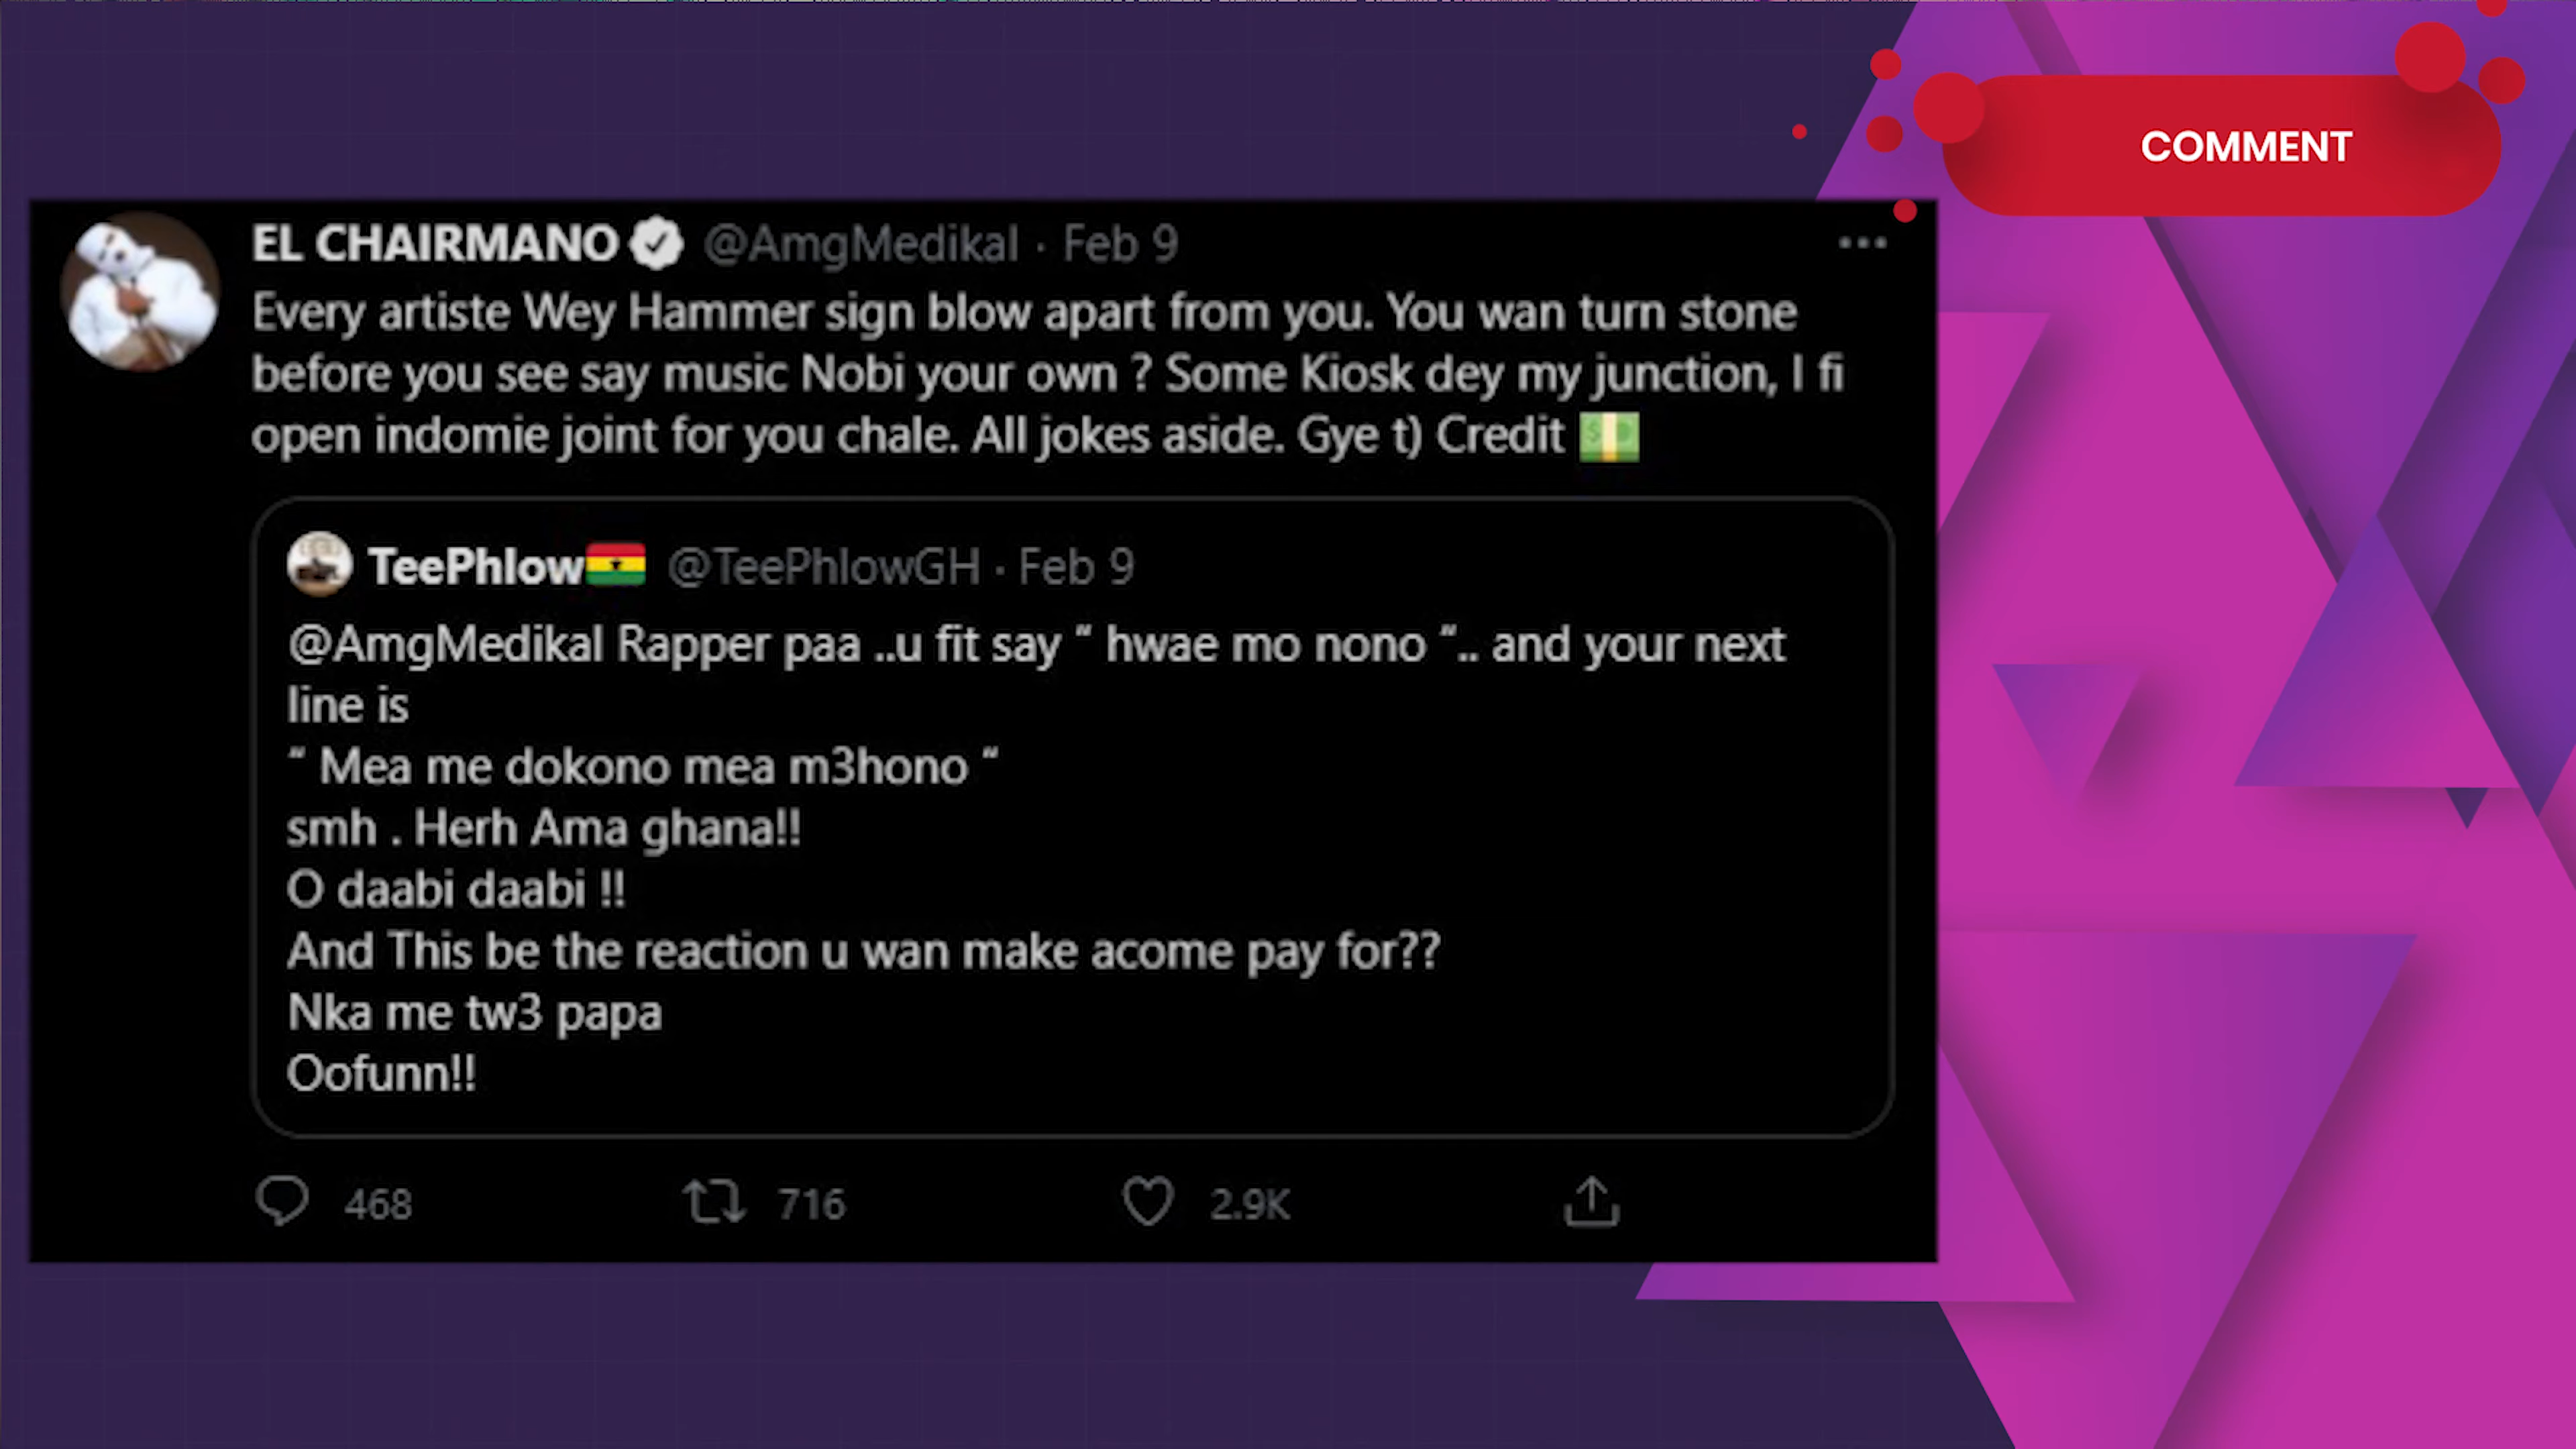 COMMENT
EL CHAIRMANO @AmgMedikal · Feb 9
Every artiste Wey Hammer sign blow apart from you. You wan turn stone
before you see say music Nobi your own ? Some Kiosk dey my junction, I fi
open indomie joint for you chale. All jokes aside. Gye t) Credit 💵
TeePhlow🇬🇭 @TeePhlowGH · Feb 9
@AmgMedikal Rapper paa ..u fit say “ hwae mo nono “.. and your next
line is
“ Mea me dokono mea m3hono “
smh . Herh Ama ghana!!
O daabi daabi !!
And This be the reaction u wan make acome pay for??
Nka me tw3 papa
Oofunn!!
468 716 2.9K